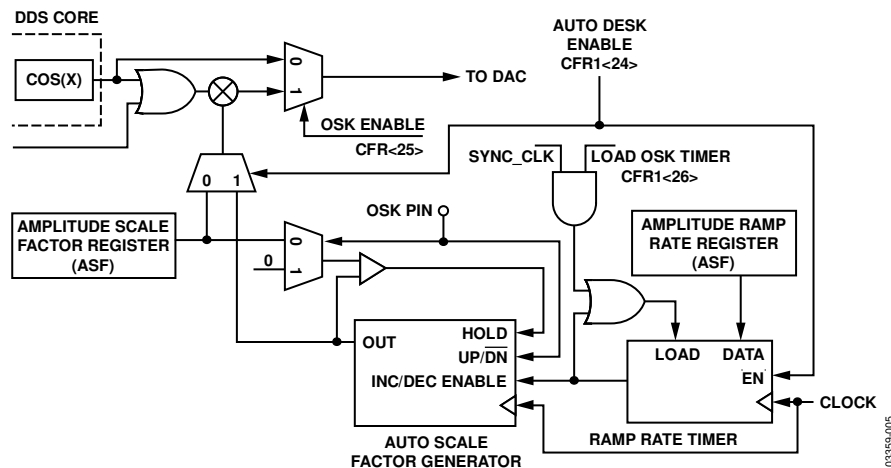 DDS CORE
COS(X)
0
1
TO DAC
OSK ENABLE
CFR<25>
AUTO DESK
ENABLE
CFR1<24>
SYNC_CLK
LOAD OSK TIMER
CFR1<26>
0 1
AMPLITUDE SCALE
FACTOR REGISTER
(ASF)
OSK PIN
0
1
0
AMPLITUDE RAMP
RATE REGISTER
(ASF)
OUT
HOLD
UP/DN
INC/DEC ENABLE
LOAD DATA
EN
CLOCK
AUTO SCALE
FACTOR GENERATOR
RAMP RATE TIMER
03359-005